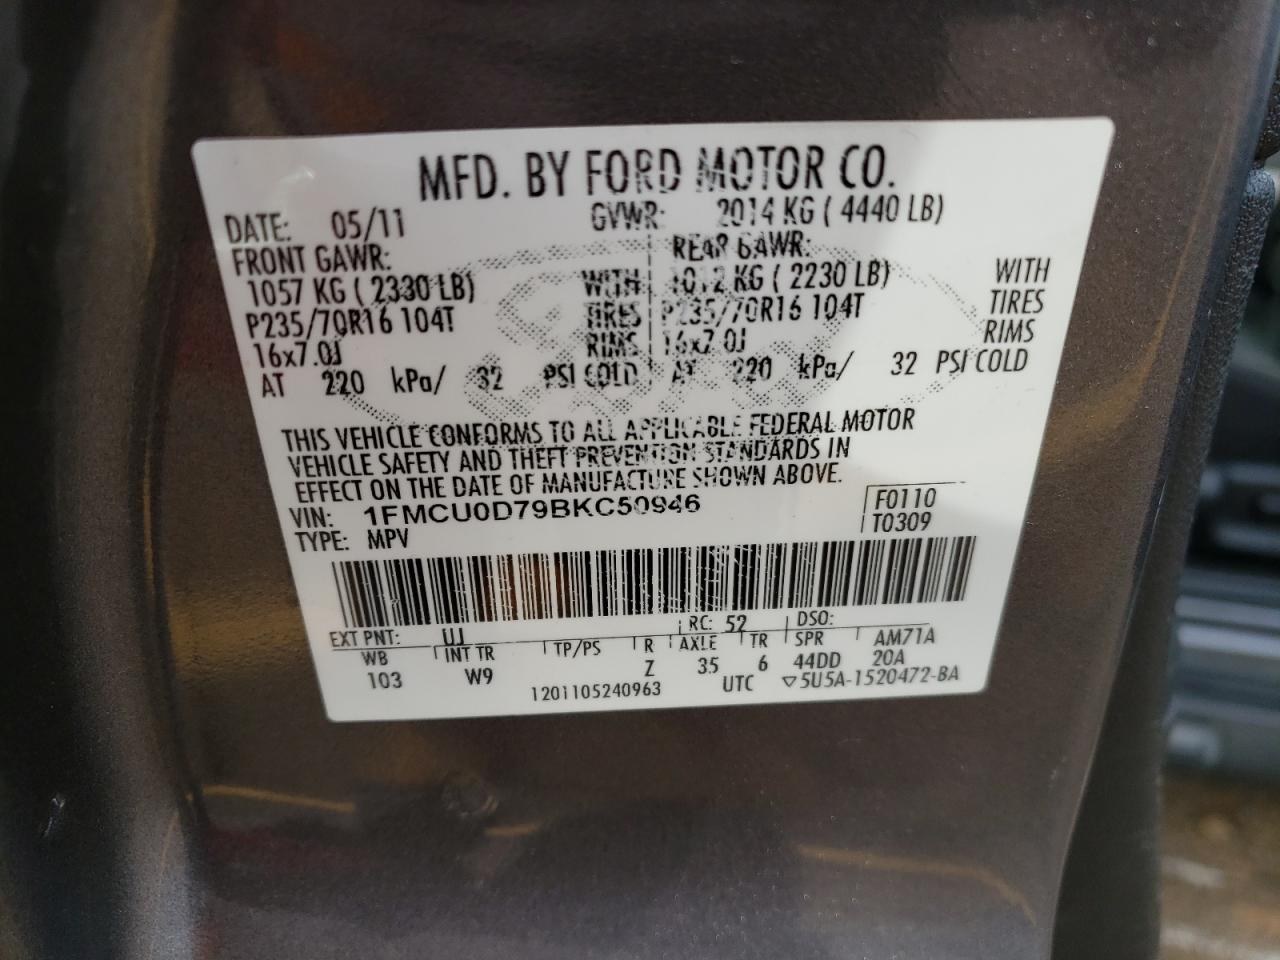 MFD. BY FORD MOTOR CO.
DATE: 05/11 GVWR: 2014 KG ( 4440 LB)
FRONT GAWR: REAR GAWR:
1057 KG ( 2330 LB) WITH 1012 KG ( 2230 LB) WITH
P235/70R16 104T TIRES P235/70R16 104T TIRES
16x7.0J RIMS 16x7.0J RIMS
AT 220 kPa/ 32 PSI COLD AT 220 kPa/ 32 PSI COLD
THIS VEHICLE CONFORMS TO ALL APPLICABLE FEDERAL MOTOR
VEHICLE SAFETY AND THEFT PREVENTION STANDARDS IN
EFFECT ON THE DATE OF MANUFACTURE SHOWN ABOVE.
VIN: 1FMCU0D79BKC50946 F0110
TYPE: MPV T0309
EXT PNT: UJ RC: 52 DSO:
WB INT TR TP/PS R AXLE TR SPR AM71A
103 W9 Z 35 6 44DD 20A
1201105240963 UTC ▽5U5A-1520472-BA